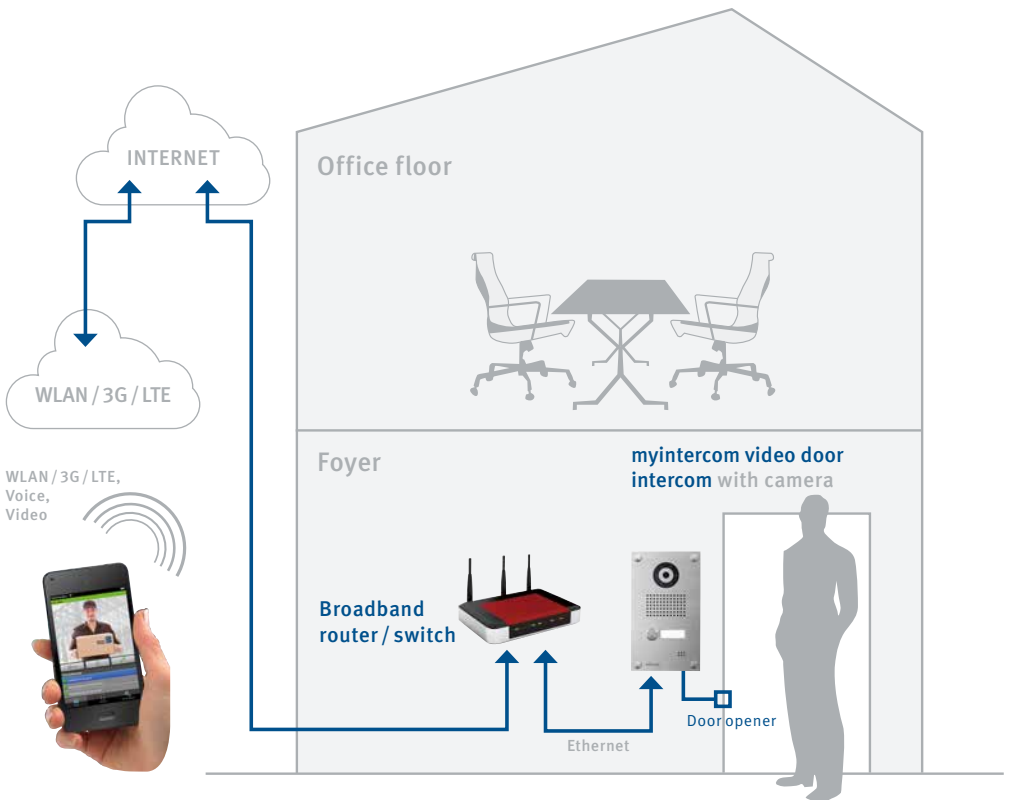 INTERNET
Office floor
WLAN / 3G / LTE
Foyer
myintercom video door
intercom with camera
WLAN / 3G / LTE,
Voice,
Video
Broadband
router / switch
Door opener
Ethernet